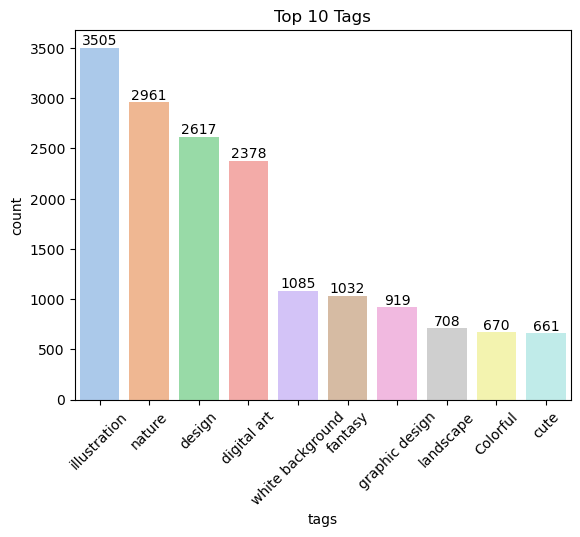 Top 10 Tags
3505
2961
2617
2378
1085
1032
919
708
670
661
3500
3000
2500
2000
1500
1000
500
0
count
illustration
nature
design
digital art
white background
fantasy
graphic design
landscape
Colorful
cute
tags